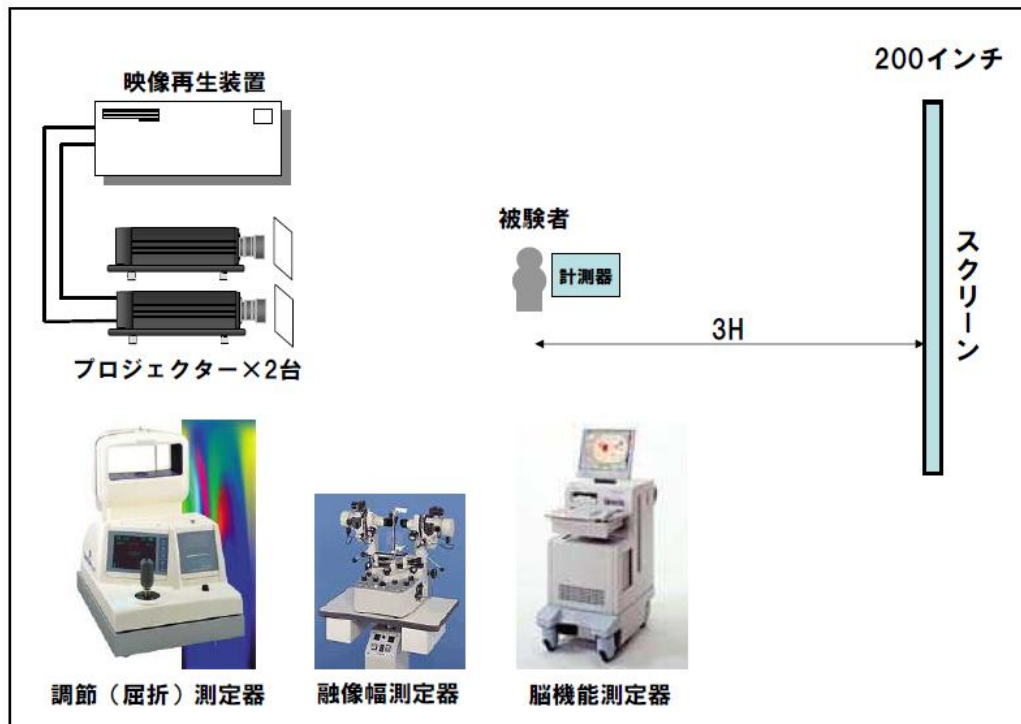 200インチ
映像再生装置
被験者
計測器
スクリーン
3H
プロジェクター×2台
調節（屈折）測定器
融像幅測定器
脳機能測定器